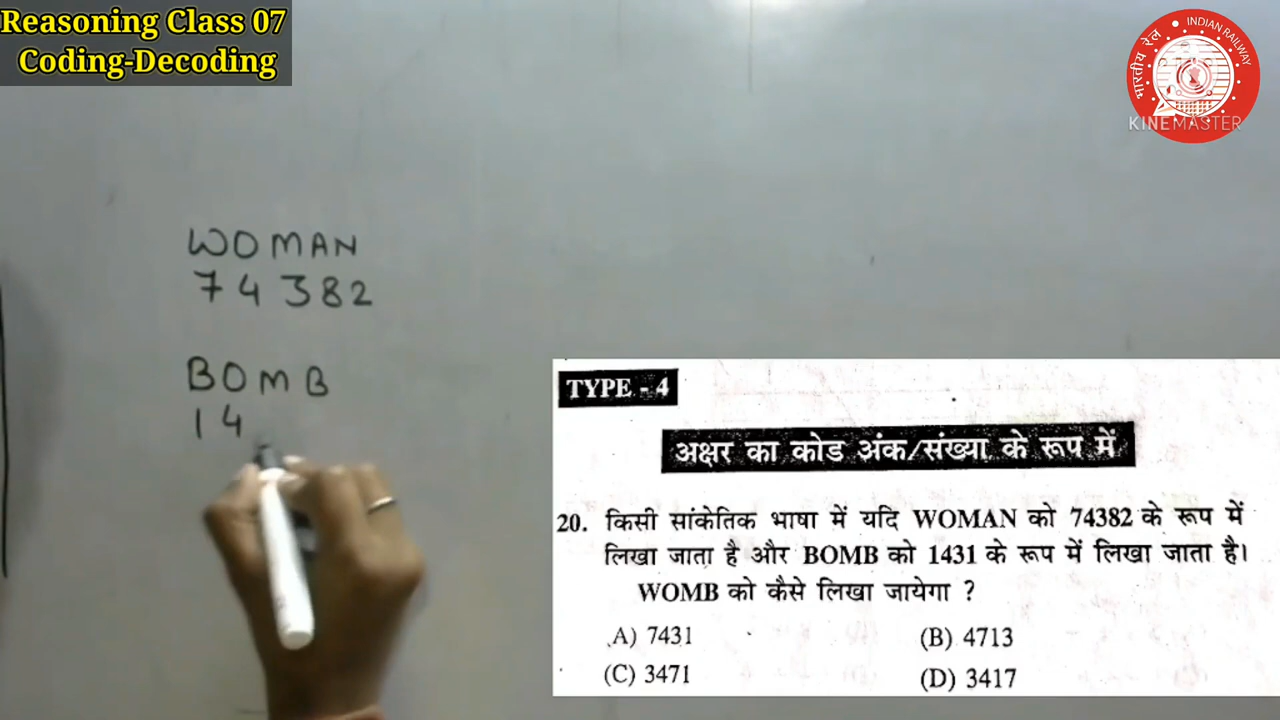 Reasoning Class 07
Coding-Decoding
भारतीय रेल
INDIAN RAILWAY
KINEMASTER
WOMAN
74382
BOMB
14
TYPE - 4
अक्षर का कोड अंक/संख्या के रूप में
20. किसी सांकेतिक भाषा में यदि WOMAN को 74382 के रूप में
लिखा जाता है और BOMB को 1431 के रूप में लिखा जाता है।
WOMB को कैसे लिखा जायेगा ?
A) 7431 (B) 4713
(C) 3471 (D) 3417